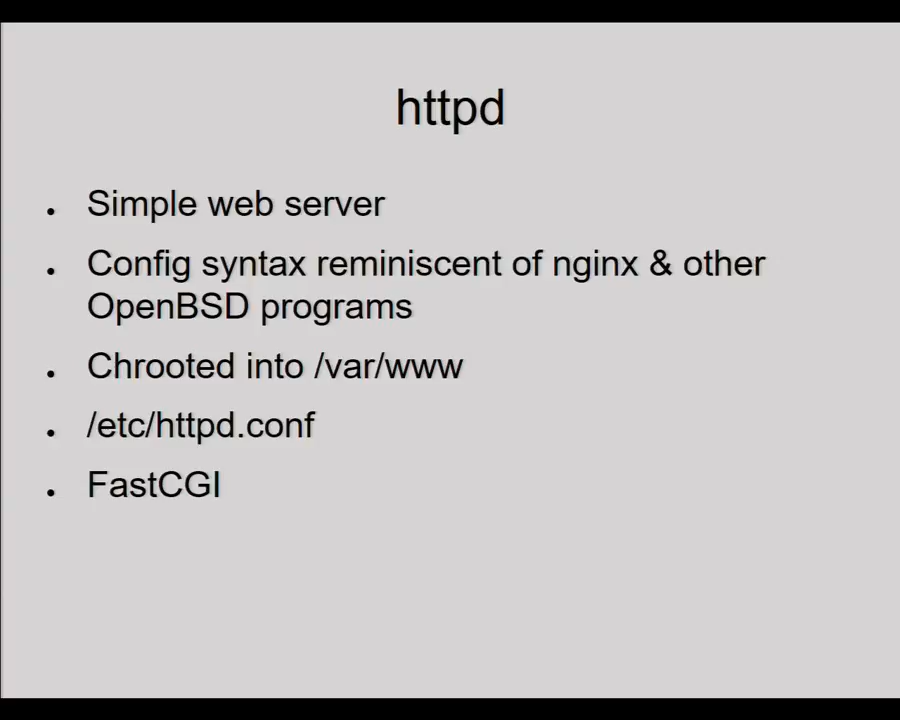 httpd
Simple web server
Config syntax reminiscent of nginx & other
OpenBSD programs
Chrooted into /var/www
/etc/httpd.conf
FastCGI